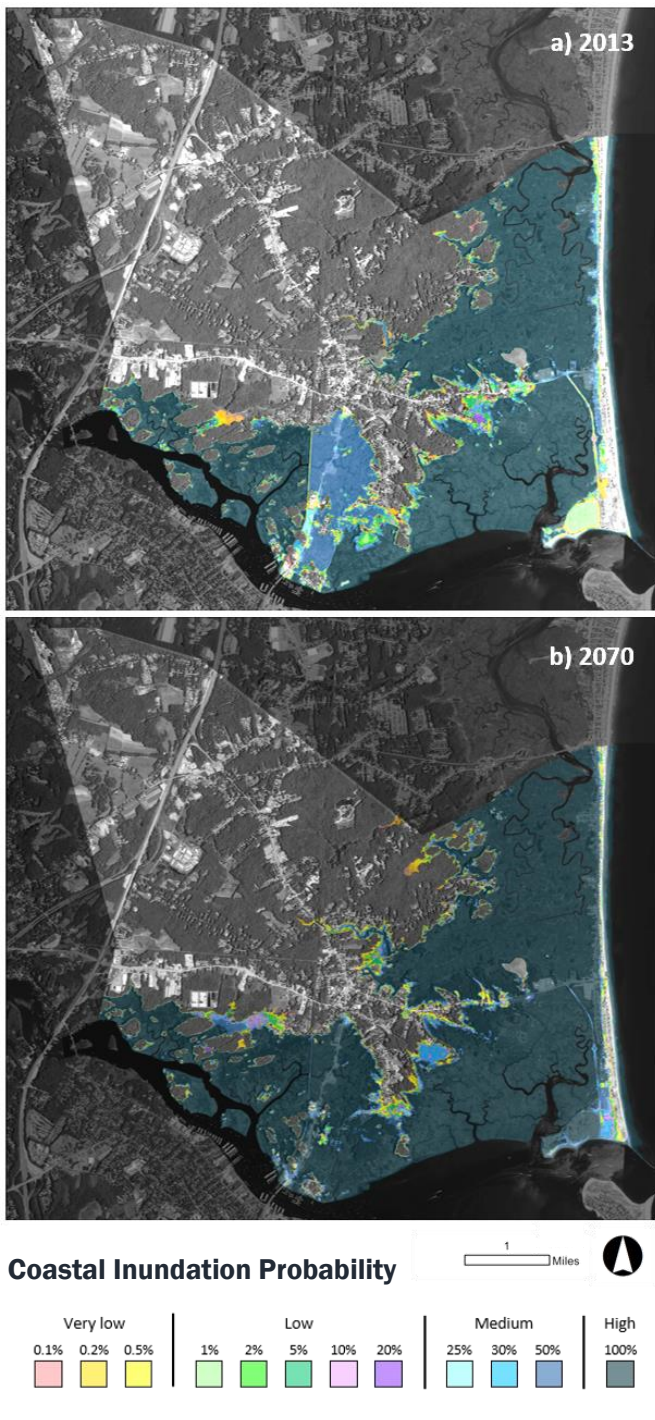 a) 2013
b) 2070
Coastal Inundation Probability
1
Miles
Very low
Low
Medium
High
0.1% 0.2% 0.5% 1% 2% 5% 10% 20% 25% 30% 50% 100%